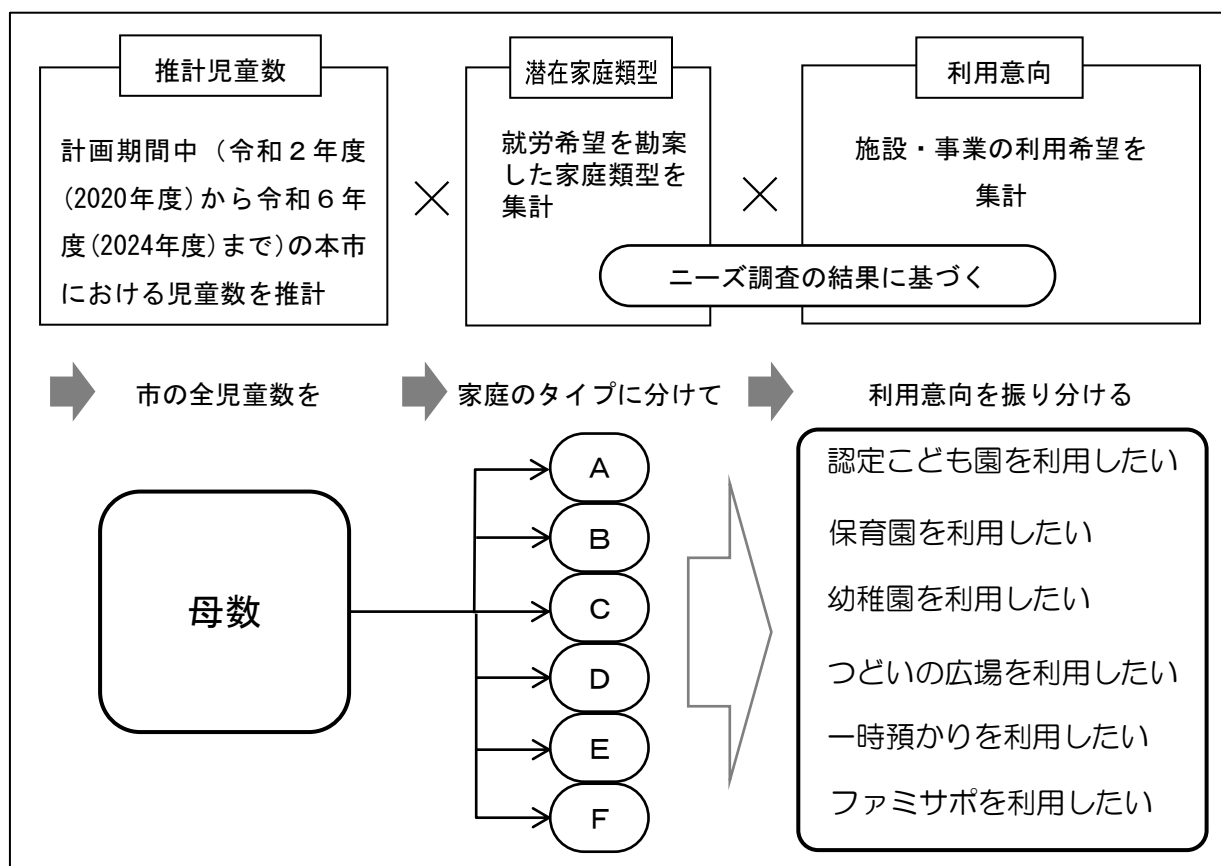 推計児童数
計画期間中（令和２年度
(2020年度)から令和６年
度(2024年度)まで)の本市
における児童数を推計
潜在家庭類型
就労希望を勘案
した家庭類型を
集計
利用意向
施設・事業の利用希望を
集計
ニーズ調査の結果に基づく
市の全児童数を
家庭のタイプに分けて
利用意向を振り分ける
母数
Ａ
Ｂ
Ｃ
Ｄ
Ｅ
Ｆ
認定こども園を利用したい
保育園を利用したい
幼稚園を利用したい
つどいの広場を利用したい
一時預かりを利用したい
ファミサポを利用したい